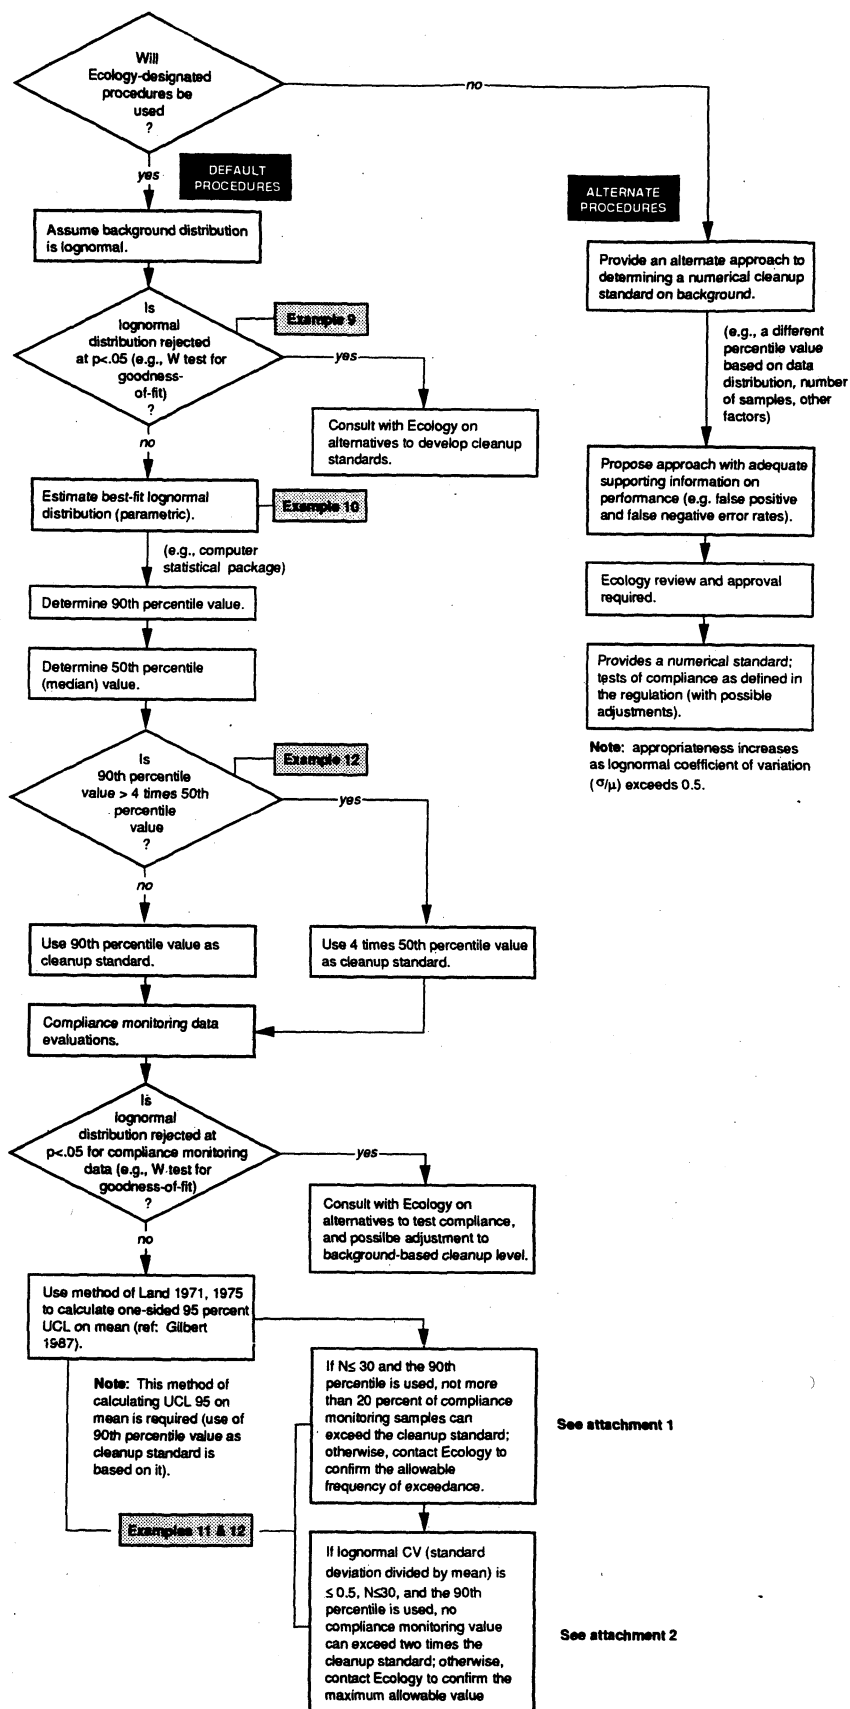 Will
Ecology-designated
procedures be
used
?
no
yes
DEFAULT
PROCEDURES
ALTERNATE
PROCEDURES
Assume background distribution
is lognormal.
Provide an alternate approach to
determining a numerical cleanup
standard on background.
Is
lognormal
distribution rejected
at p<.05 (e.g., W test for
goodness-
of-fit)
?
Example 9
yes
(e.g., a different
percentile value
based on data
distribution, number
of samples, other
factors)
Consult with Ecology on
alternatives to develop cleanup
standards.
no
Estimate best-fit lognormal
distribution (parametric).
Example 10
Propose approach with adequate
supporting information on
performance (e.g. false positive
and false negative error rates).
(e.g., computer
statistical package)
Determine 90th percentile value.
Ecology review and approval
required.
Determine 50th percentile
(median) value.
Provides a numerical standard;
tests of compliance as defined in
the regulation (with possible
adjustments).
Note: appropriateness increases
as lognormal coefficient of variation
(σ/μ) exceeds 0.5.
Is
90th percentile
value > 4 times 50th
percentile
value
?
Example 12
yes
no
Use 90th percentile value as
cleanup standard.
Use 4 times 50th percentile value
as cleanup standard.
Compliance monitoring data
evaluations.
Is
lognormal
distribution rejected at
p<.05 for compliance monitoring
data (e.g., W test for
goodness-of-fit)
?
yes
Consult with Ecology on
alternatives to test compliance,
and possilbe adjustment to
background-based cleanup level.
no
Use method of Land 1971, 1975
to calculate one-sided 95 percent
UCL on mean (ref: Gilbert
1987).
Note: This method of
calculating UCL 95 on
mean is required (use of
90th percentile value as
cleanup standard is
based on it).
If N≤ 30 and the 90th
percentile is used, not more
than 20 percent of compliance
monitoring samples can
exceed the cleanup standard;
otherwise, contact Ecology to
confirm the allowable
frequency of exceedance.
See attachment 1
Examples 11 & 12
If lognormal CV (standard
deviation divided by mean) is
≤ 0.5, N≤30, and the 90th
percentile is used, no
compliance monitoring value
can exceed two times the
cleanup standard; otherwise,
contact Ecology to confirm the
maximum allowable value
See attachment 2